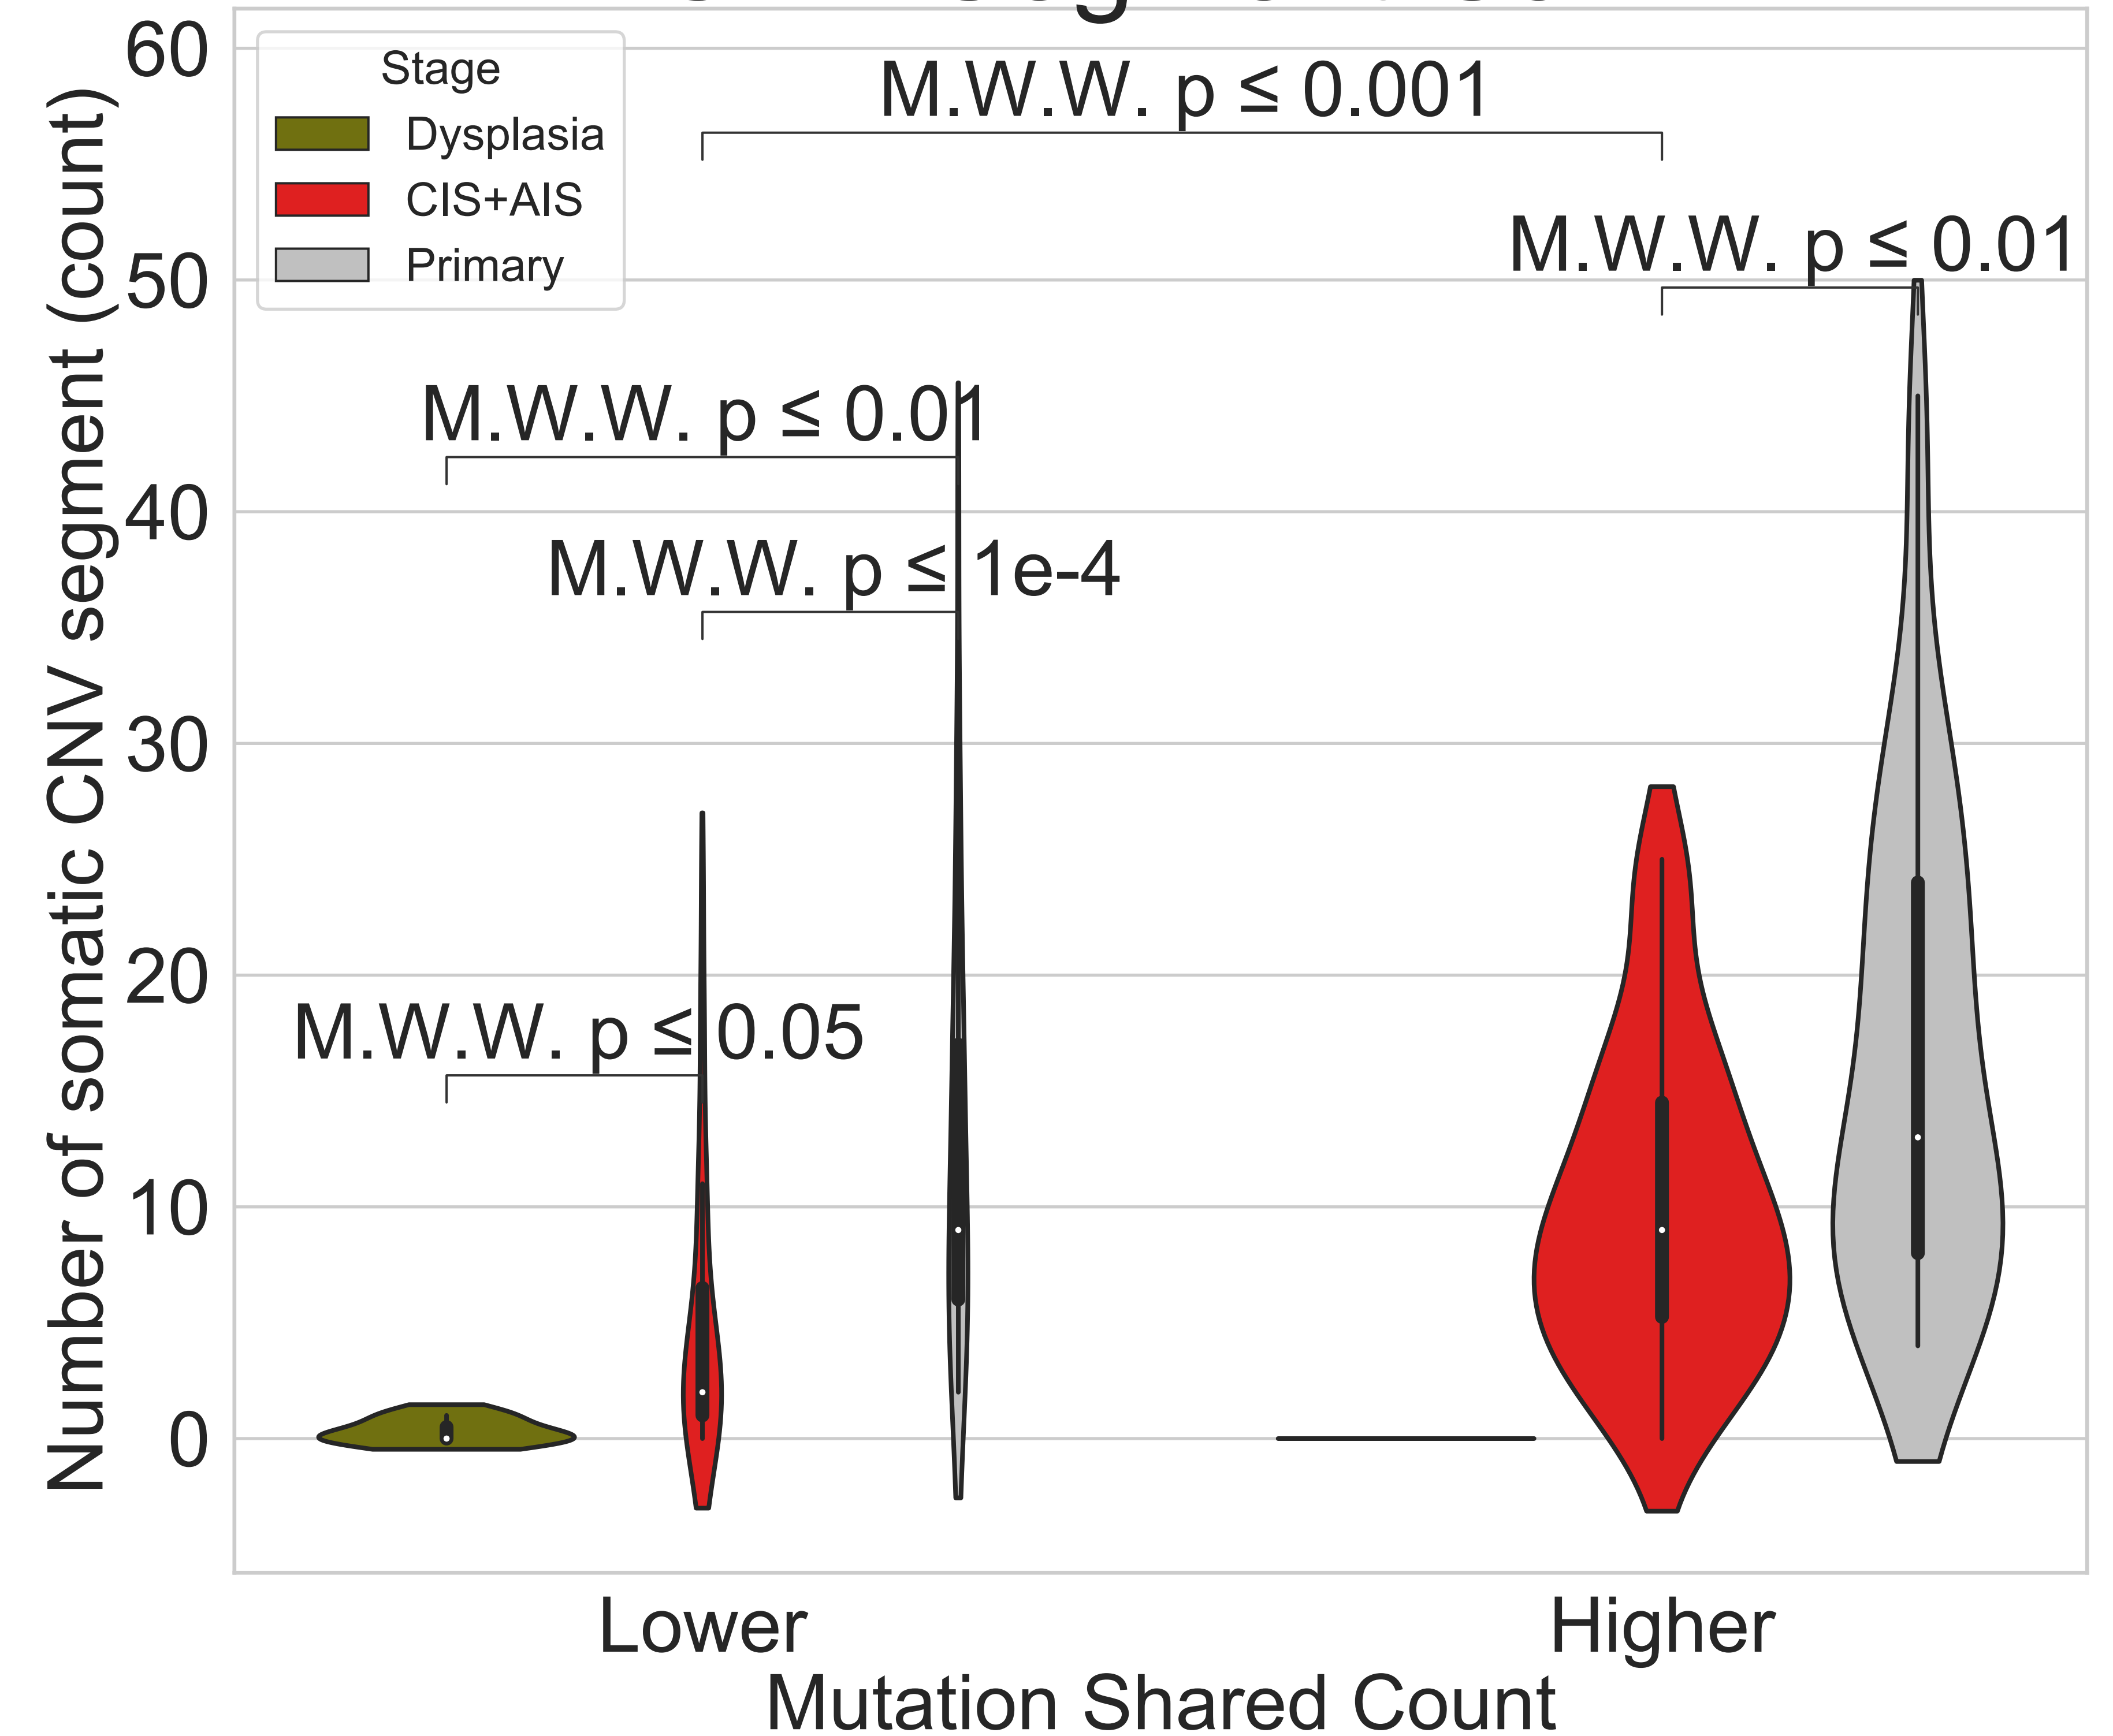 Stage
Dysplasia
CIS+AIS
Primary
M.W.W. p ≤ 0.001
M.W.W. p ≤ 0.01
M.W.W. p ≤ 0.01
M.W.W. p ≤ 1e-4
M.W.W. p ≤ 0.05
60
50
40
30
20
10
0
Number of somatic CNV segment (count)
Lower
Higher
Mutation Shared Count